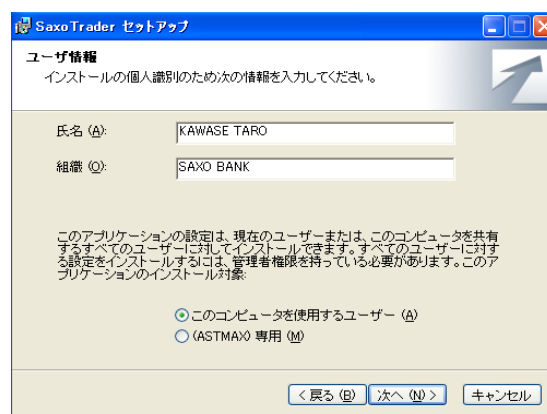 SaxoTrader セットアップ
ユーザ情報
インストールの個人識別のため次の情報を入力してください。
氏名 (A):
KAWASE TARO
組織 (O):
SAXO BANK
このアプリケーションの設定は、現在のユーザーまたは、このコンピュータを共有
するすべてのユーザーに対してインストールできます。すべてのユーザーに対す
る設定をインストールするには、管理者権限を持っている必要があります。このア
プリケーションのインストール対象:
このコンピュータを使用するユーザー (A)
(ASTMAX) 専用 (M)
< 戻る (B)
次へ (N) >
キャンセル